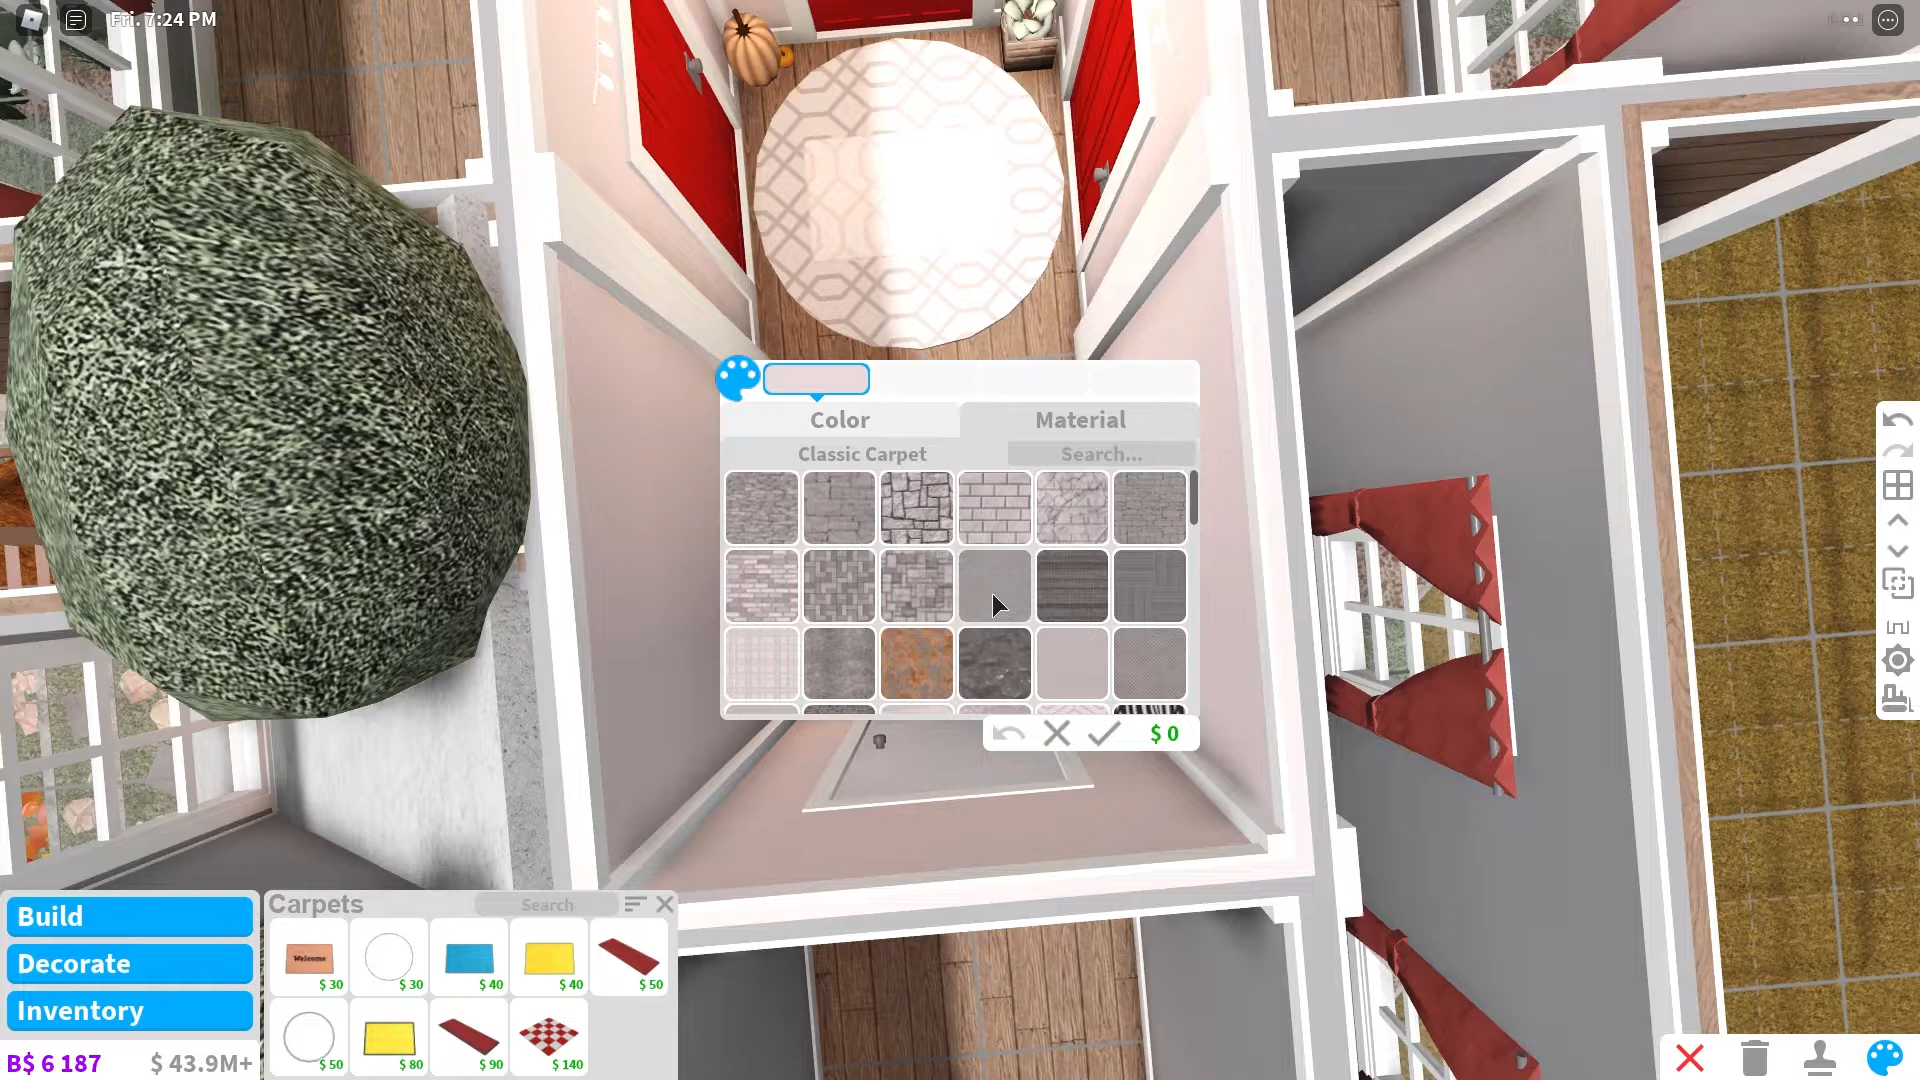 Fri. 7:24 PM
Color
Material
Classic Carpet
Search...
$ 0
Build
Decorate
Inventory
B$ 6 187
$ 43.9M+
Carpets
Search
Welcome
$ 30
$ 30
$ 40
$ 40
$ 50
$ 50
$ 80
$ 90
$ 140